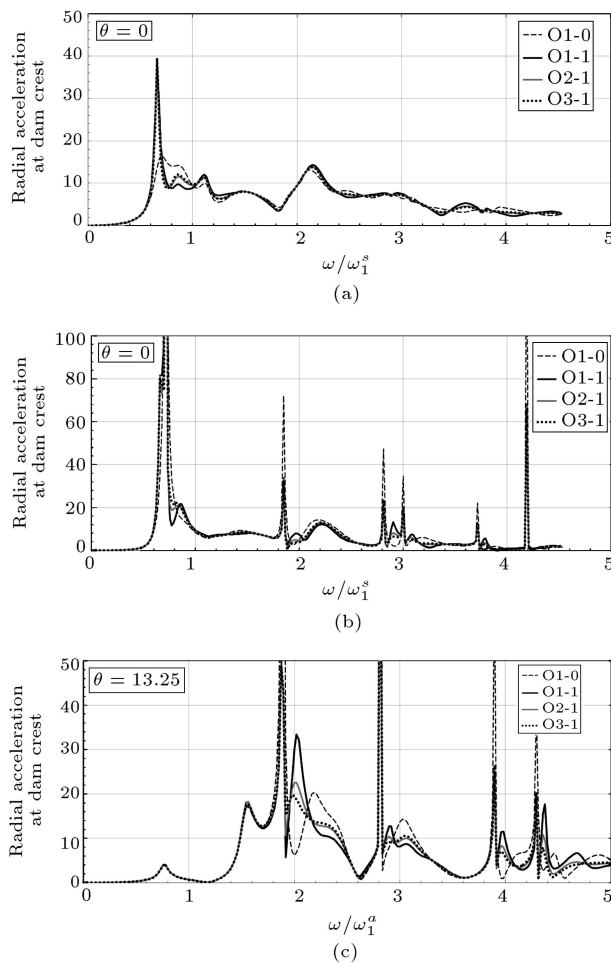 Radial acceleration
at dam crest
50
40
30
20
10
0
θ = 0
O1-0
O1-1
O2-1
O3-1
0 1 2 3 4 5
ω/ω₁ˢ
(a)
Radial acceleration
at dam crest
100
80
60
40
20
0
θ = 0
O1-0
O1-1
O2-1
O3-1
0 1 2 3 4 5
ω/ω₁ˢ
(b)
Radial acceleration
at dam crest
50
40
30
20
10
0
θ = 13.25
O1-0
O1-1
O2-1
O3-1
0 1 2 3 4 5
ω/ω₁ᵃ
(c)